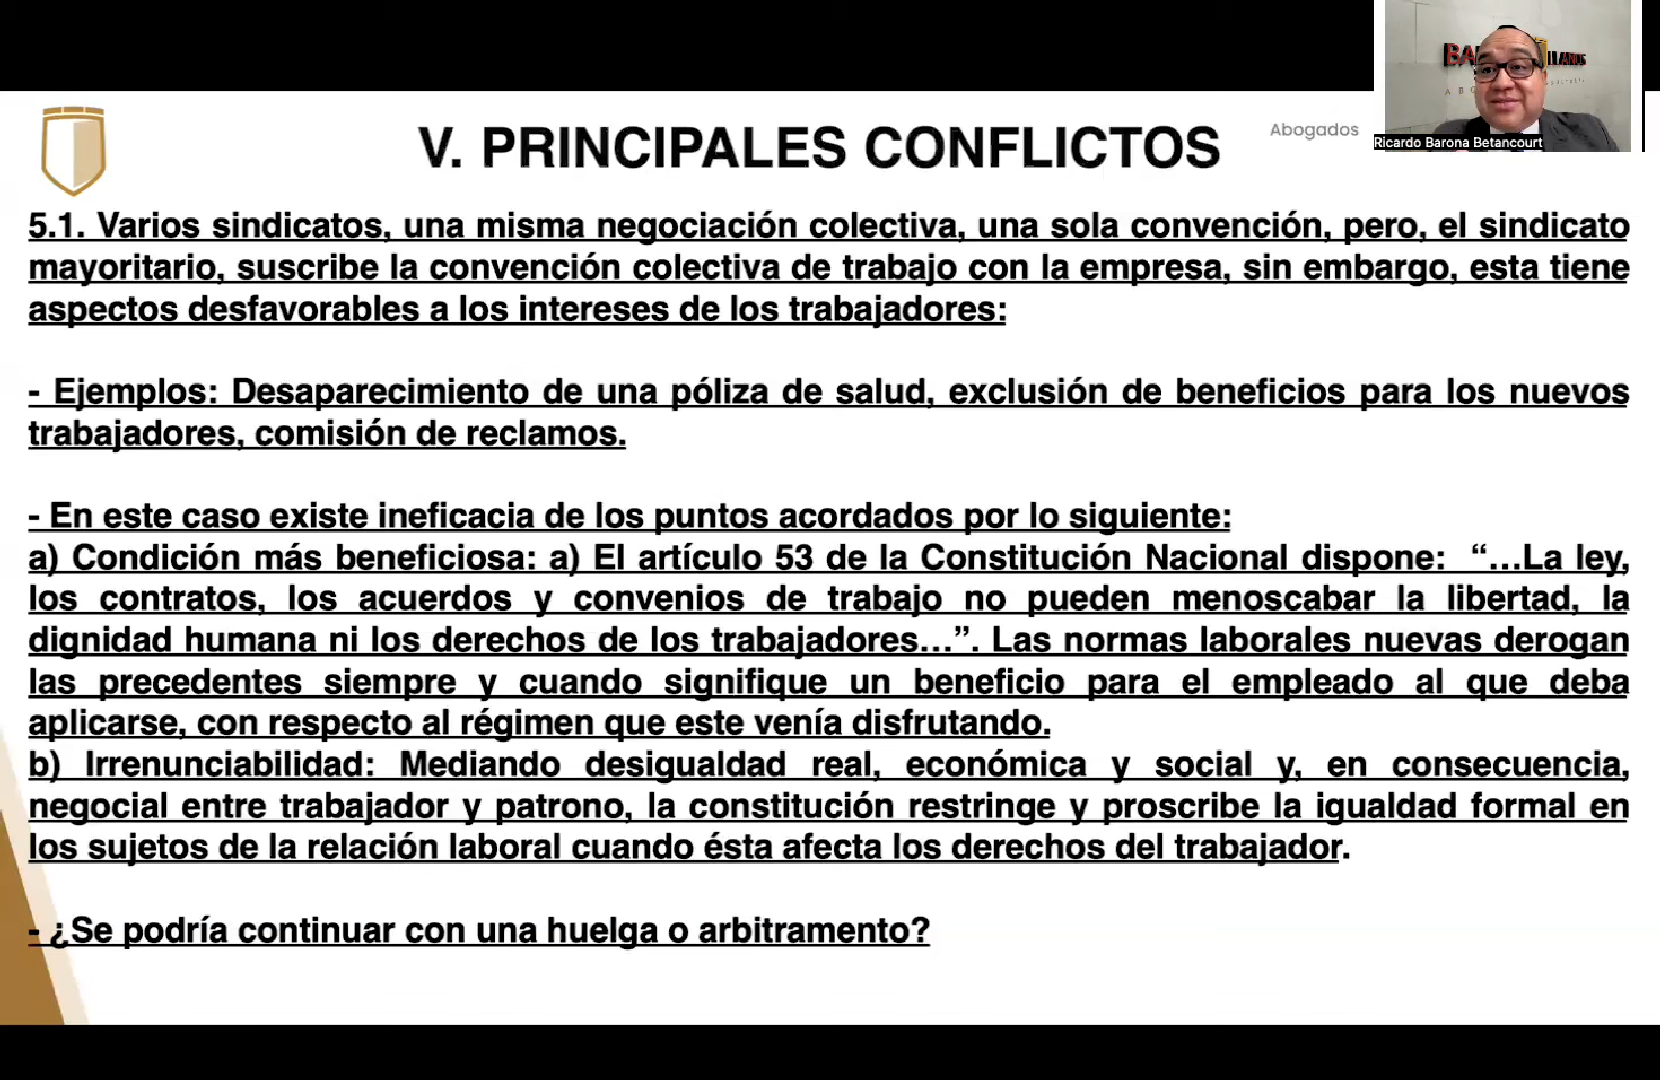 V. PRINCIPALES CONFLICTOS
Abogados
Ricardo Barona Betancourt
5.1. Varios sindicatos, una misma negociación colectiva, una sola convención, pero, el sindicato
mayoritario, suscribe la convención colectiva de trabajo con la empresa, sin embargo, esta tiene
aspectos desfavorables a los intereses de los trabajadores:
- Ejemplos: Desaparecimiento de una póliza de salud, exclusión de beneficios para los nuevos
trabajadores, comisión de reclamos.
- En este caso existe ineficacia de los puntos acordados por lo siguiente:
a) Condición más beneficiosa: a) El artículo 53 de la Constitución Nacional dispone: “...La ley,
los contratos, los acuerdos y convenios de trabajo no pueden menoscabar la libertad, la
dignidad humana ni los derechos de los trabajadores...”. Las normas laborales nuevas derogan
las precedentes siempre y cuando signifique un beneficio para el empleado al que deba
aplicarse, con respecto al régimen que este venía disfrutando.
b) Irrenunciabilidad: Mediando desigualdad real, económica y social y, en consecuencia,
negocial entre trabajador y patrono, la constitución restringe y proscribe la igualdad formal en
los sujetos de la relación laboral cuando ésta afecta los derechos del trabajador.
- ¿Se podría continuar con una huelga o arbitramento?